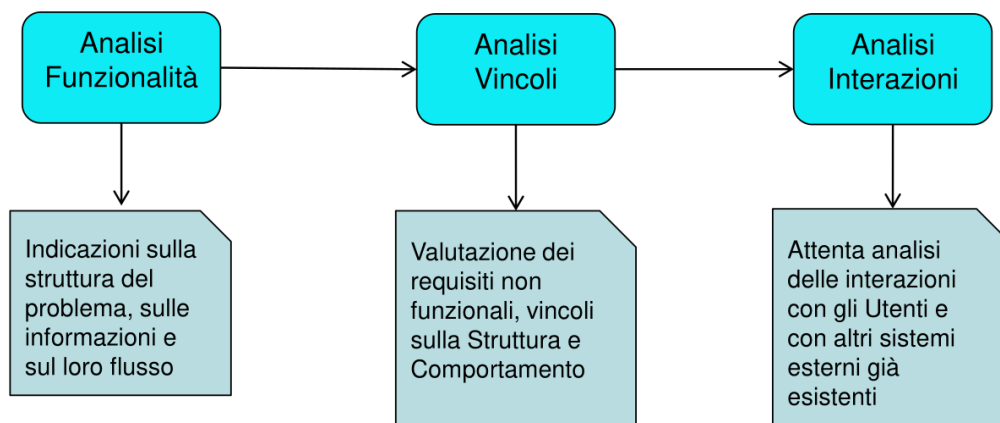 Analisi
Funzionalità
Analisi
Vincoli
Analisi
Interazioni
Indicazioni sulla
struttura del
problema, sulle
informazioni e
sul loro flusso
Valutazione dei
requisiti non
funzionali, vincoli
sulla Struttura e
Comportamento
Attenta analisi
delle interazioni
con gli Utenti e
con altri sistemi
esterni già
esistenti